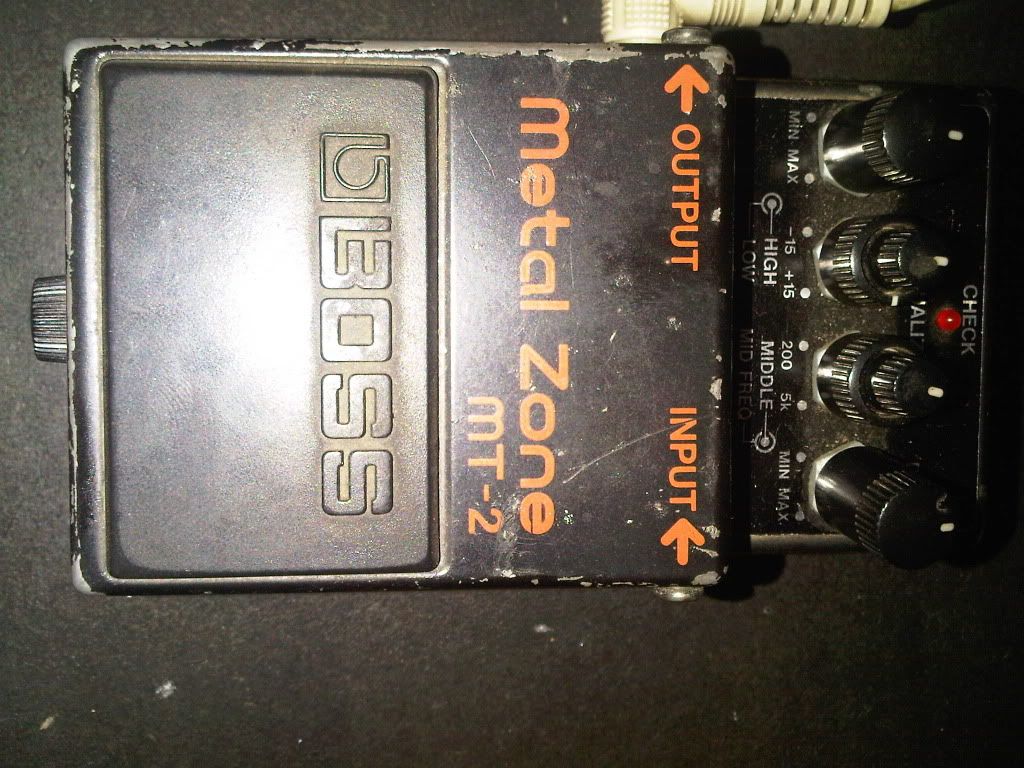 CHECK
MIN MAX
-15 +15
200 5k
MIN MAX
HIGH
LOW
MIDDLE
MID FREQ
OUTPUT
INPUT
Metal Zone
MT-2
BOSS